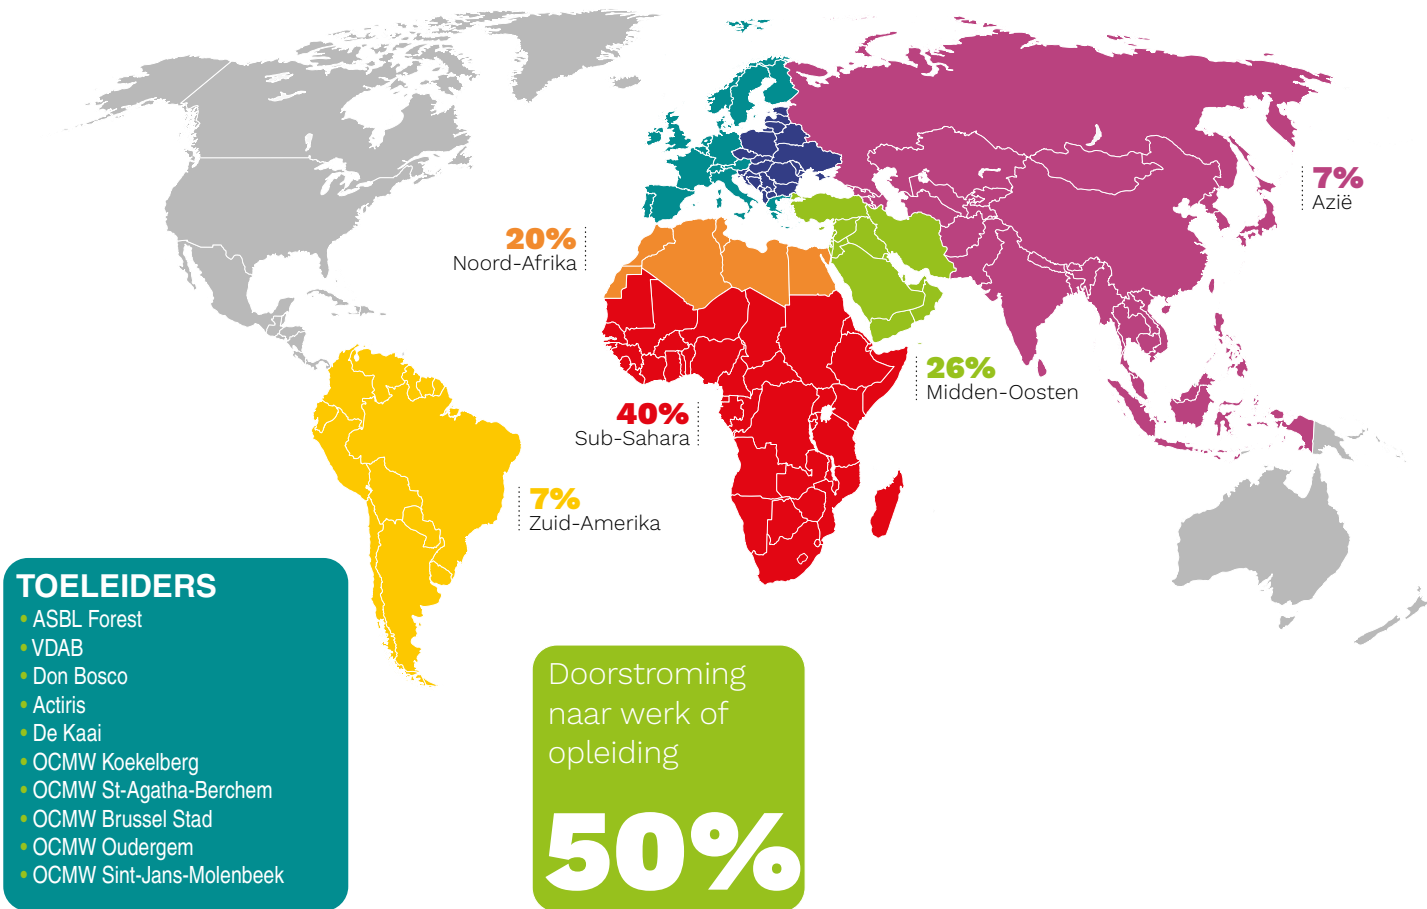 7%
Azië
20%
Noord-Afrika
26%
Midden-Oosten
40%
Sub-Sahara
7%
Zuid-Amerika
TOELEIDERS
• ASBL Forest
• VDAB
• Don Bosco
• Actiris
• De Kaai
• OCMW Koekelberg
• OCMW St-Agatha-Berchem
• OCMW Brussel Stad
• OCMW Oudergem
• OCMW Sint-Jans-Molenbeek
Doorstroming
naar werk of
opleiding
50%